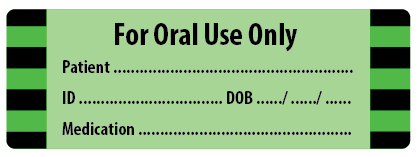 For Oral Use Only
Patient .......................................................
ID ................................. DOB ....../ ....../ ......
Medication .................................................